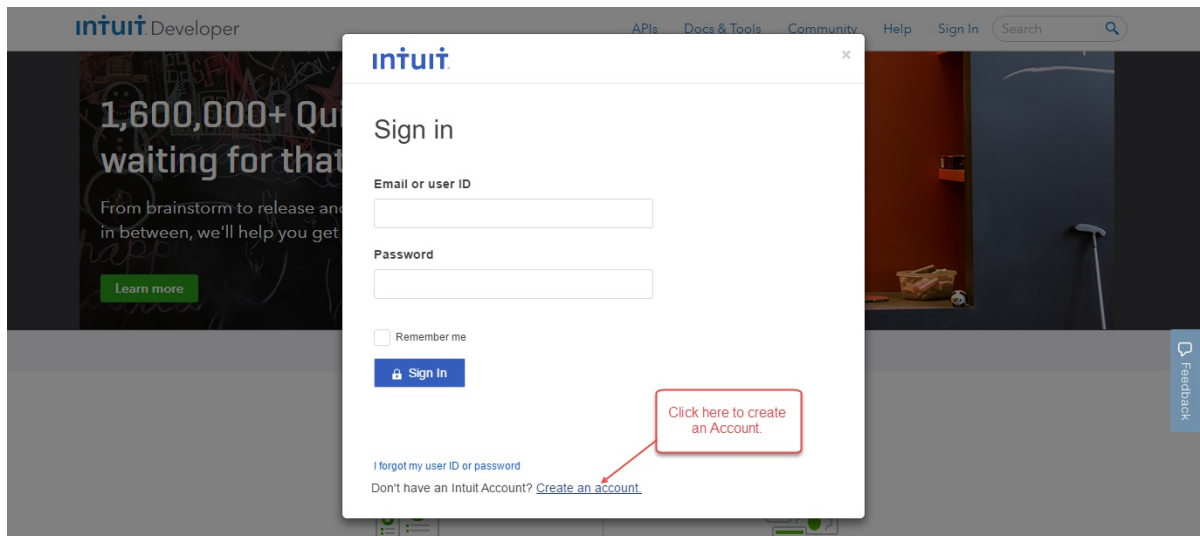 ıntuıt Developer
APIs Docs & Tools Community Help Sign In Search
ıntuıt
×
1,600,000+ Qui
waiting for that
From brainstorm to release and
in between, we'll help you get
Learn more
Sign in
Email or user ID
Password
Remember me
Sign In
Click here to create
an Account.
I forgot my user ID or password
Don't have an Intuit Account? Create an account.
Feedback